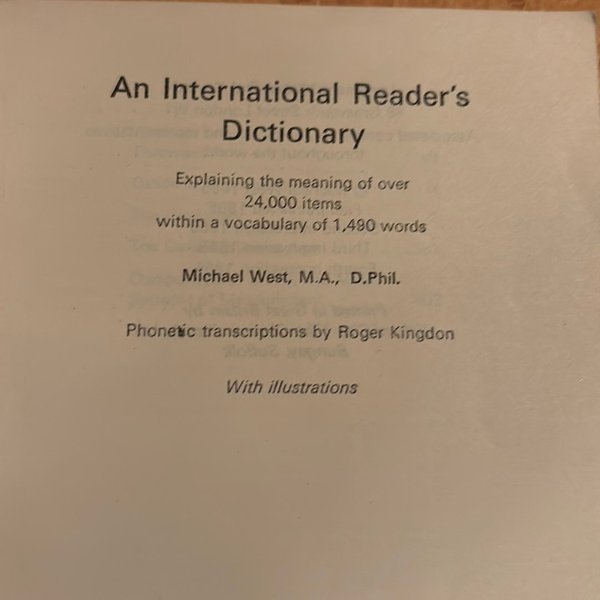 An International Reader's
Dictionary
Explaining the meaning of over
24,000 items
within a vocabulary of 1,490 words
Michael West, M.A., D.Phil.
Phonetic transcriptions by Roger Kingdon
With illustrations